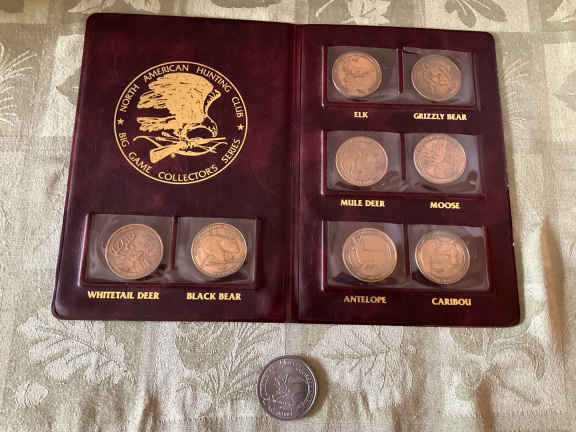 NORTH AMERICAN HUNTING CLUB
BIG GAME COLLECTOR'S SERIES
WHITETAIL DEER
BLACK BEAR
ELK
GRIZZLY BEAR
MULE DEER
MOOSE
ANTELOPE
CARIBOU